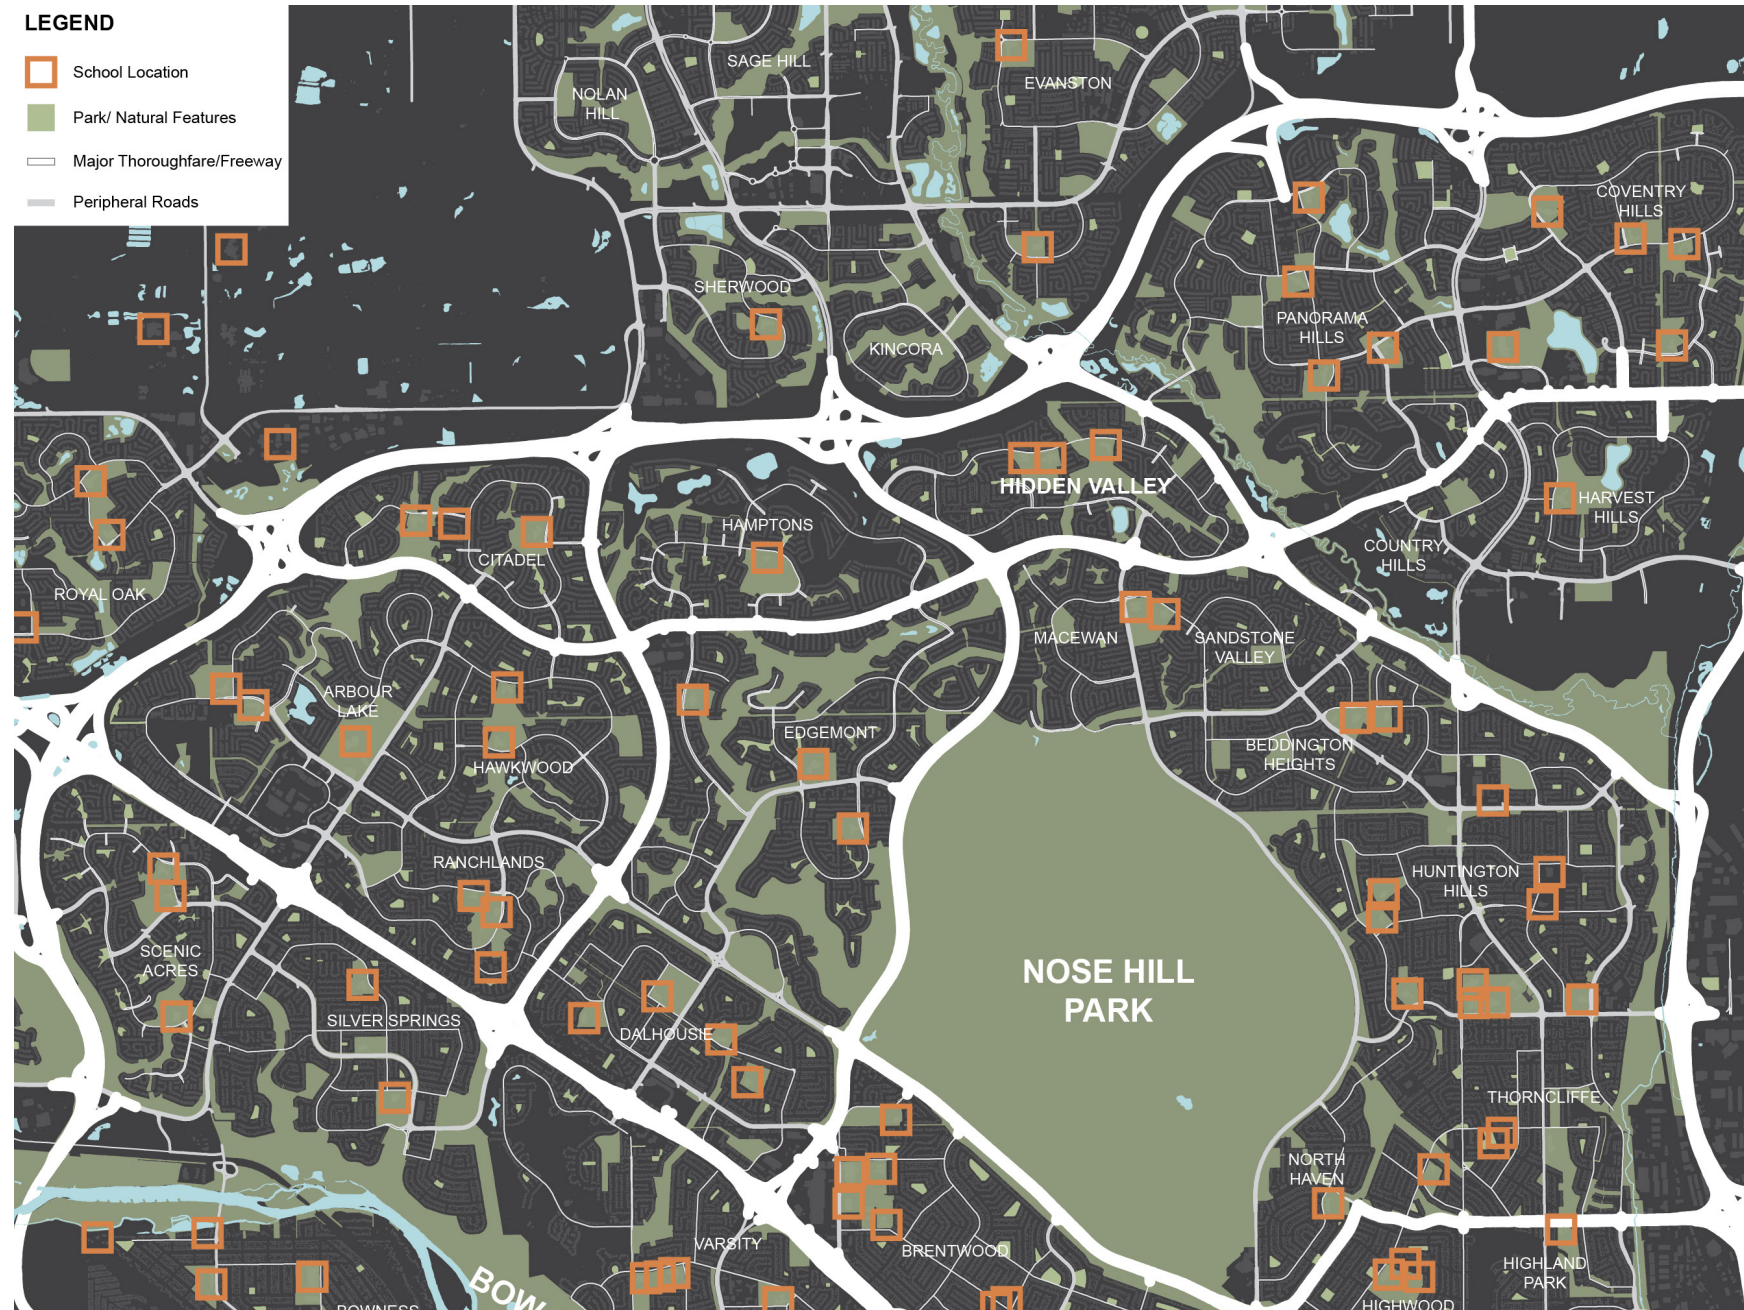 LEGEND
School Location
Park/ Natural Features
Major Thoroughfare/Freeway
Peripheral Roads
SAGE HILL
EVANSTON
NOLAN
HILL
COVENTRY
HILLS
SHERWOOD
PANORAMA
HILLS
KINCORA
HIDDEN VALLEY
HARVEST
HILLS
HAMPTONS
COUNTRY
HILLS
CITADEL
ROYAL OAK
MACEWAN
SANDSTONE
VALLEY
ARBOUR
LAKE
EDGEMONT
BEDDINGTON
HEIGHTS
HAWKWOOD
RANCHLANDS
HUNTINGTON
HILLS
SCENIC
ACRES
NOSE HILL
PARK
SILVER SPRINGS
DALHOUSIE
THORNCLIFFE
NORTH
HAVEN
VARSITY
BRENTWOOD
HIGHLAND
PARK
BOW
BOWNESS
HIGHWOOD